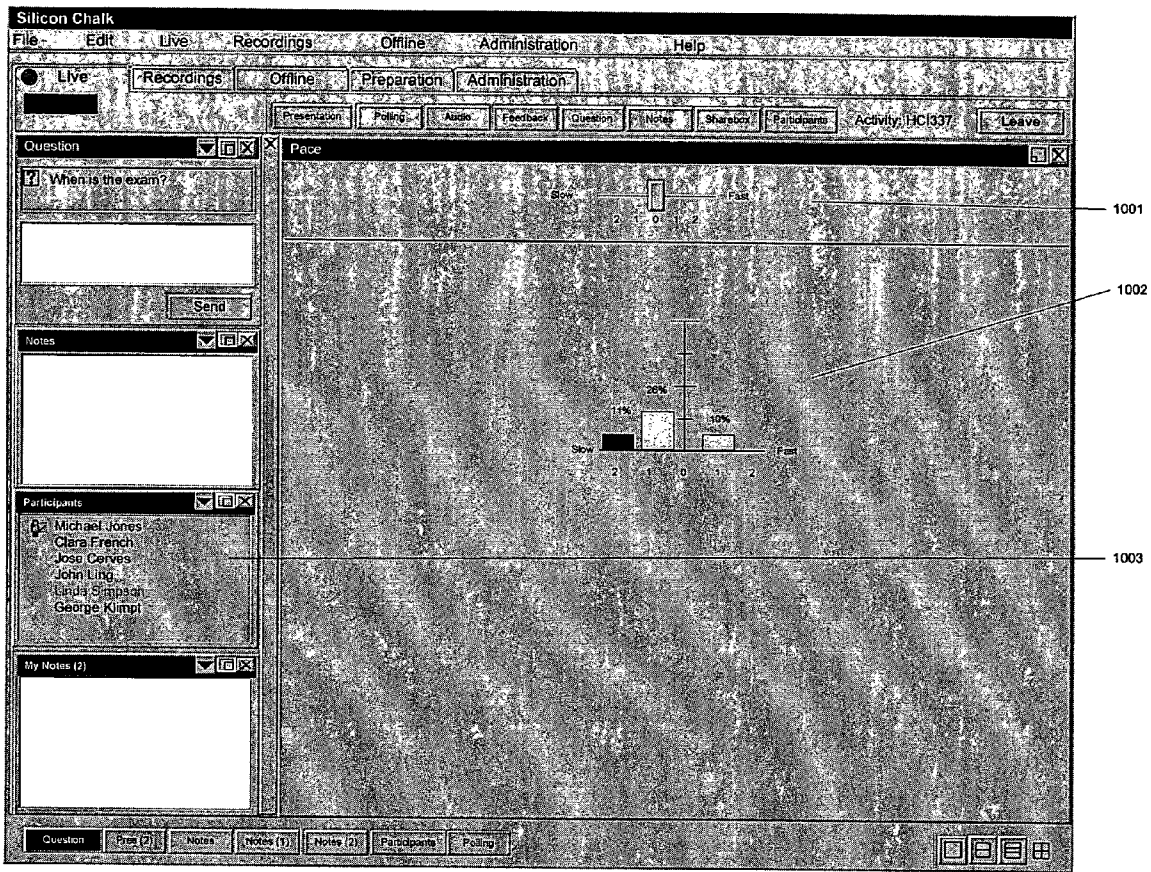 Silicon Chalk
File Edit Live Recordings Offline Administration Help
Live Recordings Offline Preparation Administration
Presentation Polling Audio Feedback Question Notes Sharebox Participants Activity: HCI337 Leave
Question
? When is the exam?
Send
Notes
Participants
Michael Jones
Clara French
Jose Cerves
John Ling
Linda Simpson
George Klimpt
My Notes (2)
Pace
Slow Fast
2 1 0 1 2
26%
11% 10%
Slow Fast
2 1 0 1 2
1001
1002
1003
Question Pres (2) Notes Notes (1) Notes (2) Participants Polling